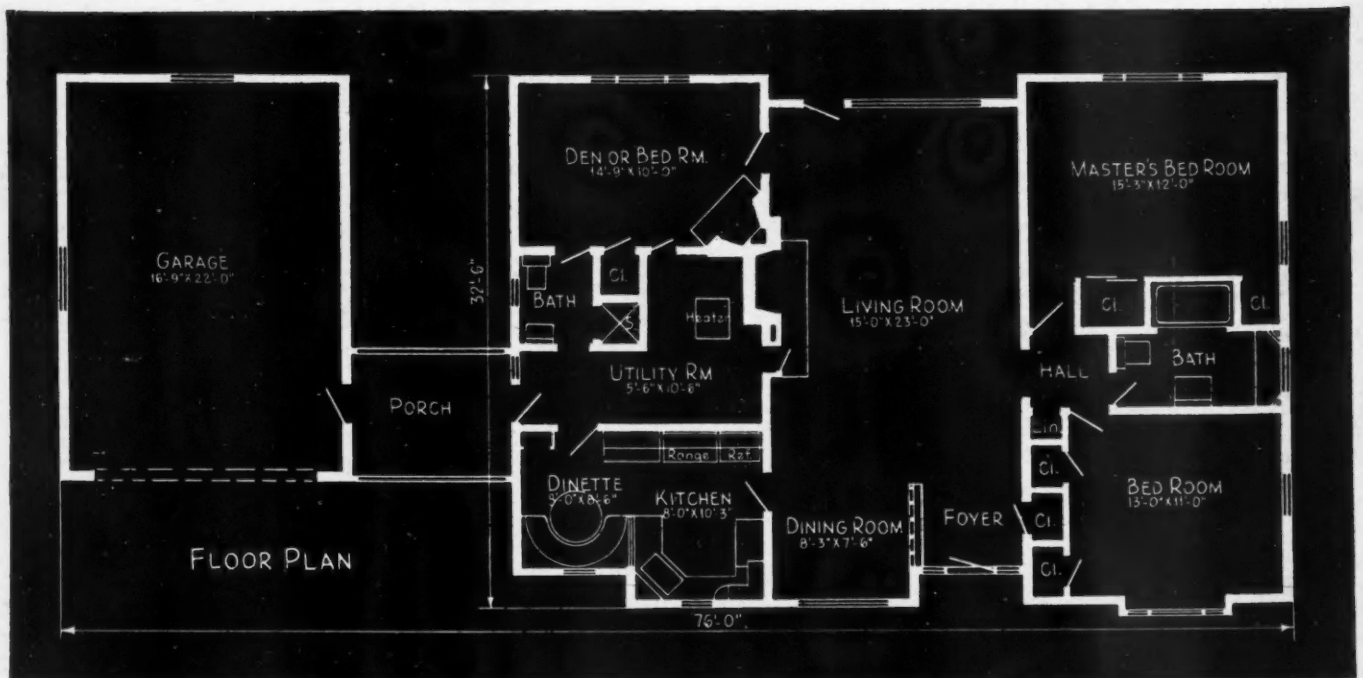 DEN OR BED RM.
14'-9"X10'-0"
MASTER'S BED ROOM
15'-3"X12'-0"
GARAGE
16'-9"X22'-0"
32'-6"
BATH
Cl.
S
Heater
LIVING ROOM
15'-0"X23'-0"
Cl.
Cl.
UTILITY RM
5'-6"X10'-6"
HALL
BATH
PORCH
Lin.
Range
Ref.
Cl.
DINETTE
9'-0"X8'-6"
KITCHEN
8'-0"X10'-3"
BED ROOM
13'-0"X11'-0"
DINING ROOM
8'-3"X7'-6"
FOYER
Cl.
Cl.
FLOOR PLAN
76'-0"